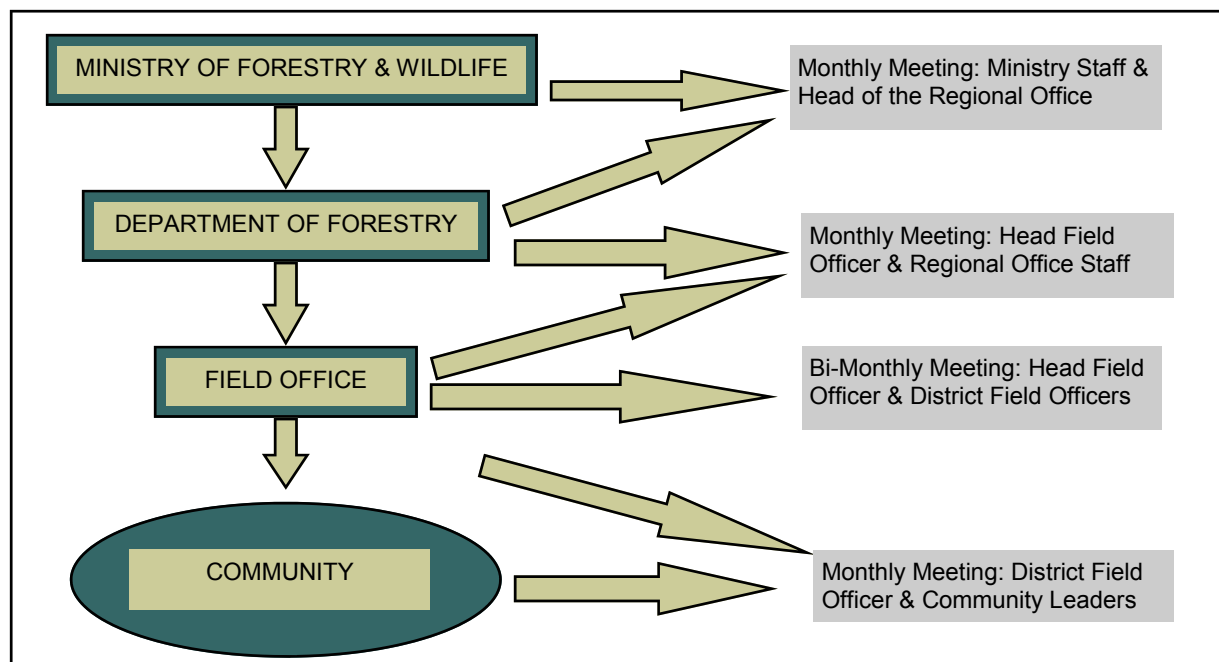 MINISTRY OF FORESTRY & WILDLIFE
Monthly Meeting: Ministry Staff &
Head of the Regional Office
DEPARTMENT OF FORESTRY
Monthly Meeting: Head Field
Officer & Regional Office Staff
FIELD OFFICE
Bi-Monthly Meeting: Head Field
Officer & District Field Officers
COMMUNITY
Monthly Meeting: District Field
Officer & Community Leaders